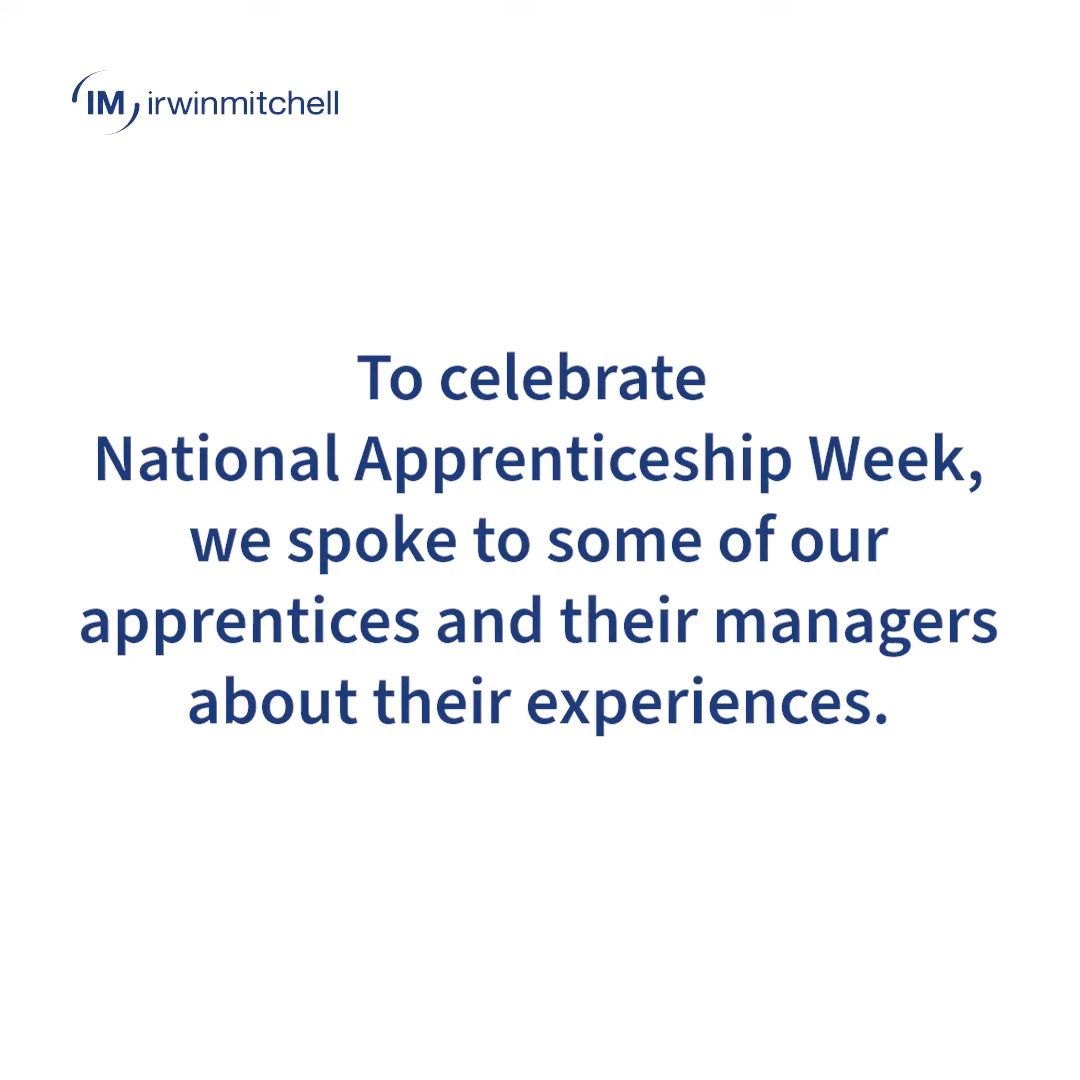 IM irwinmitchell
To celebrate
National Apprenticeship Week,
we spoke to some of our
apprentices and their managers
about their experiences.